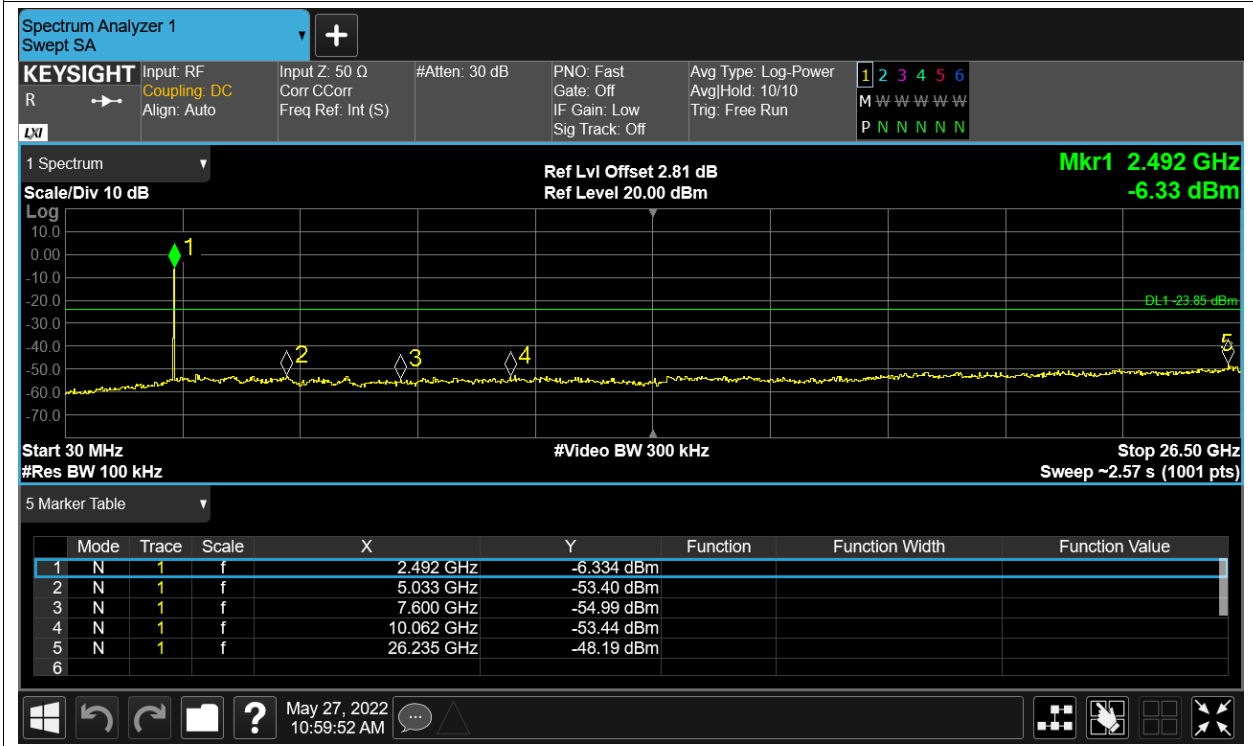 Spectrum Analyzer 1
Swept SA
KEYSIGHT
R
LXI
Input: RF
Coupling: DC
Align: Auto
Input Z: 50 Ω
Corr CCorr
Freq Ref: Int (S)
#Atten: 30 dB
PNO: Fast
Gate: Off
IF Gain: Low
Sig Track: Off
Avg Type: Log-Power
Avg|Hold: 10/10
Trig: Free Run
1 2 3 4 5 6
M W W W W W
P N N N N N
1 Spectrum
Scale/Div 10 dB
Ref Lvl Offset 2.81 dB
Ref Level 20.00 dBm
Mkr1 2.492 GHz
-6.33 dBm
Log
10.0
0.00
-10.0
-20.0
-30.0
-40.0
-50.0
-60.0
-70.0
1
2
3
4
5
DL1 -23.85 dBm
Start 30 MHz
#Video BW 300 kHz
Stop 26.50 GHz
#Res BW 100 kHz
Sweep ~2.57 s (1001 pts)
5 Marker Table
Mode Trace Scale X Y Function Function Width Function Value
1 N 1 f 2.492 GHz -6.334 dBm
2 N 1 f 5.033 GHz -53.40 dBm
3 N 1 f 7.600 GHz -54.99 dBm
4 N 1 f 10.062 GHz -53.44 dBm
5 N 1 f 26.235 GHz -48.19 dBm
6
?
May 27, 2022
10:59:52 AM